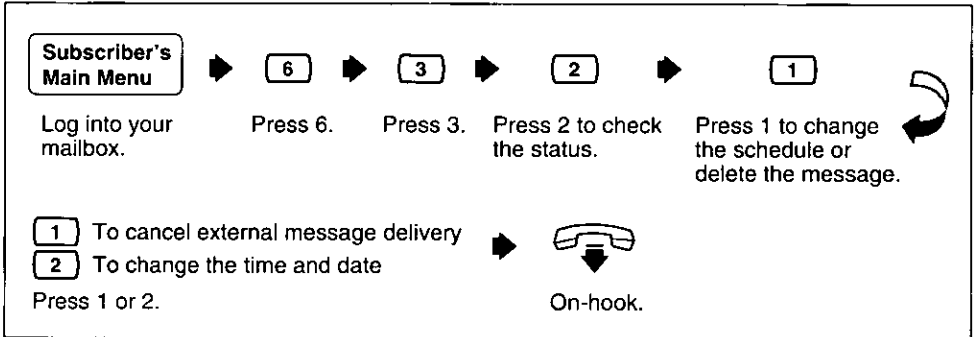 Subscriber's
Main Menu
6
3
2
1
Log into your
mailbox.
Press 6.
Press 3.
Press 2 to check
the status.
Press 1 to change
the schedule or
delete the message.
1 To cancel external message delivery
2 To change the time and date
Press 1 or 2.
On-hook.